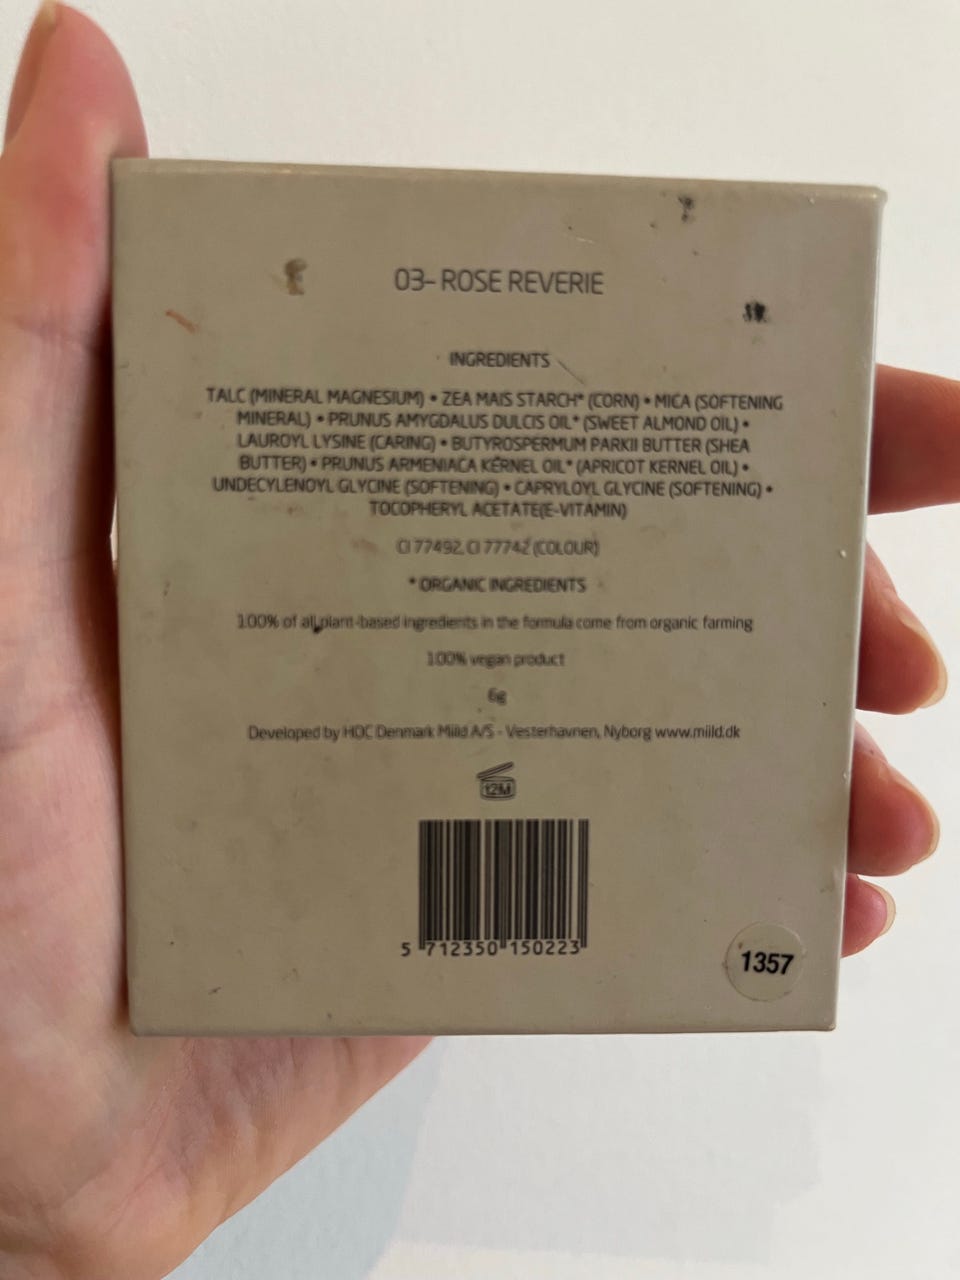 03- ROSE REVERIE
INGREDIENTS
TALC (MINERAL MAGNESIUM) • ZEA MAIS STARCH* (CORN) • MICA (SOFTENING
MINERAL) • PRUNUS AMYGDALUS DULCIS OIL* (SWEET ALMOND OIL) •
LAUROYL LYSINE (CARING) • BUTYROSPERMUM PARKII BUTTER (SHEA
BUTTER) • PRUNUS ARMENIACA KERNEL OIL* (APRICOT KERNEL OIL) •
UNDECYLENOYL GLYCINE (SOFTENING) • CAPRYLOYL GLYCINE (SOFTENING) •
TOCOPHERYL ACETATE(E-VITAMIN)
CI 77492, CI 77742 (COLOUR)
* ORGANIC INGREDIENTS
100% of all plant-based ingredients in the formula come from organic farming
100% vegan product
6g
Developed by HDC Denmark Miild A/S - Vesterhavnen, Nyborg www.miild.dk
12M
5 712350 150223
1357